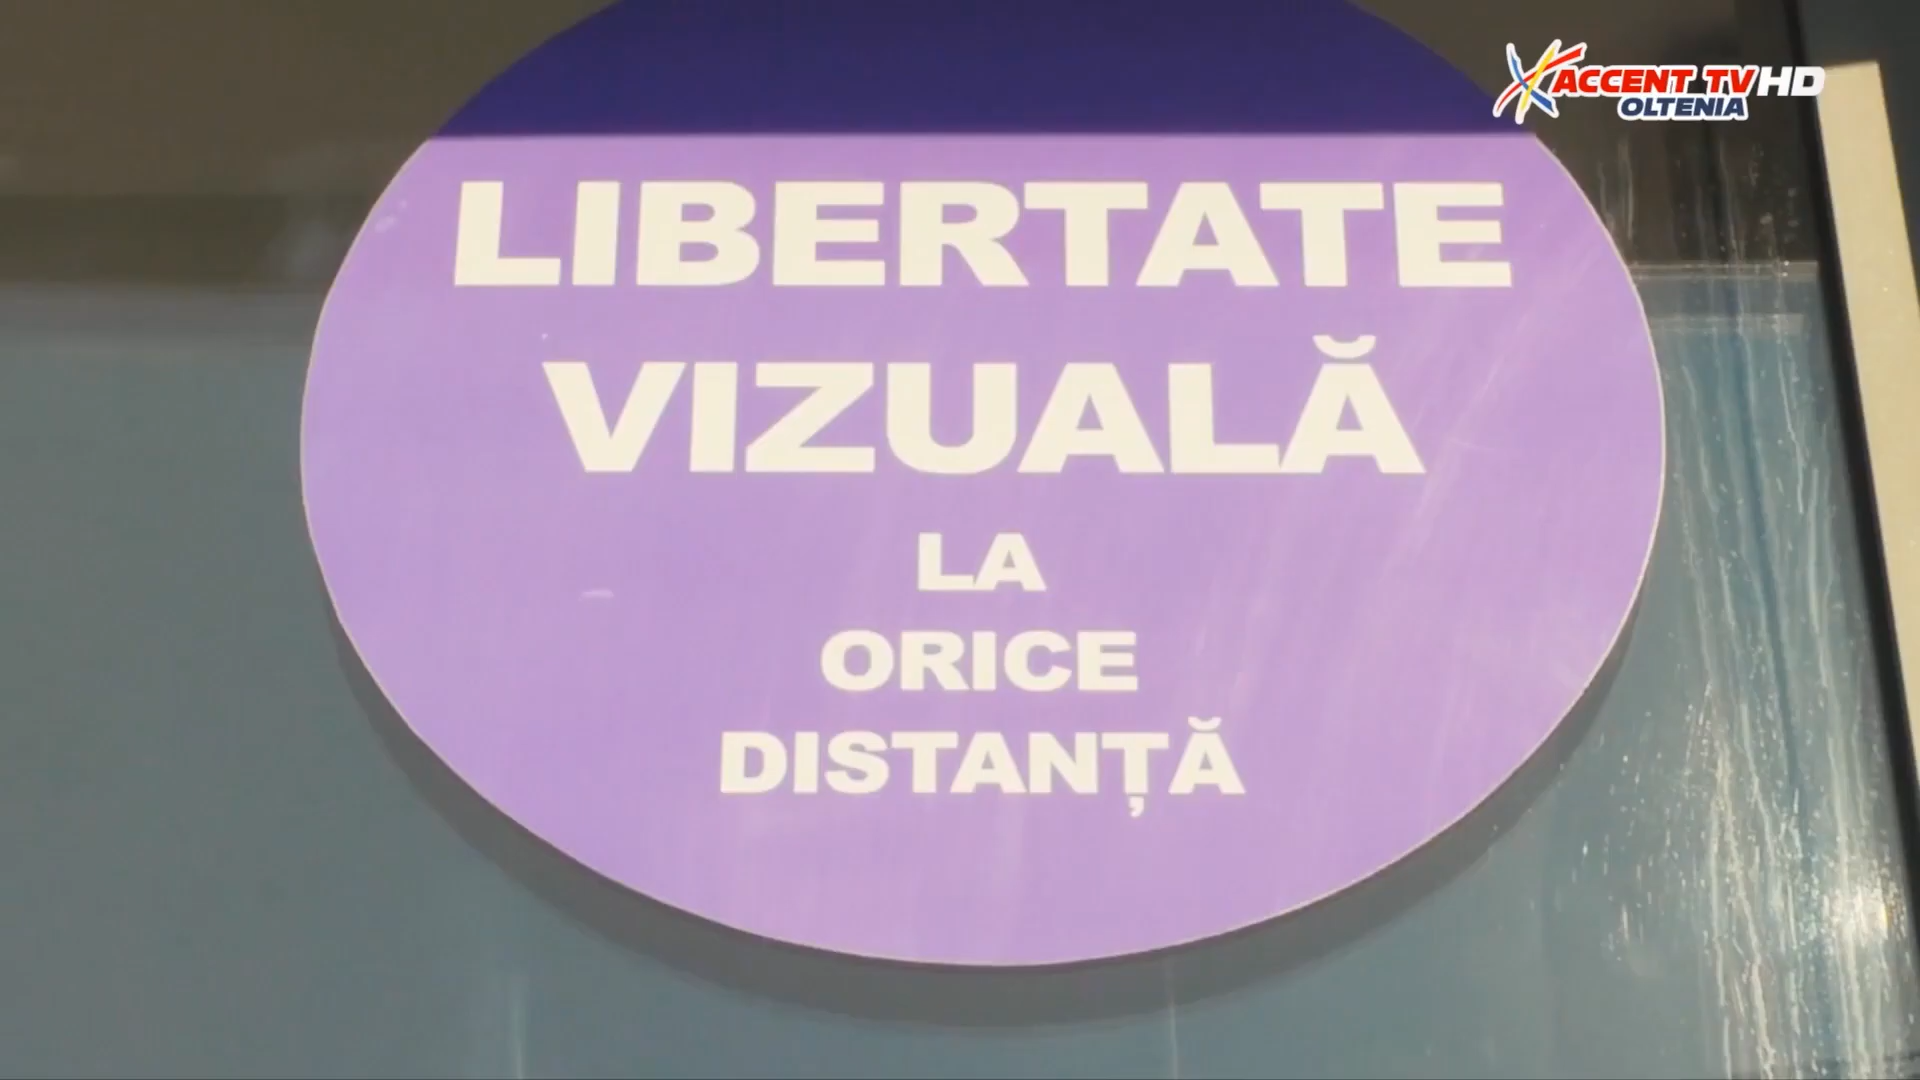 ACCENT TV HD
OLTENIA
LIBERTATE
VIZUALĂ
LA
ORICE
DISTANȚĂ